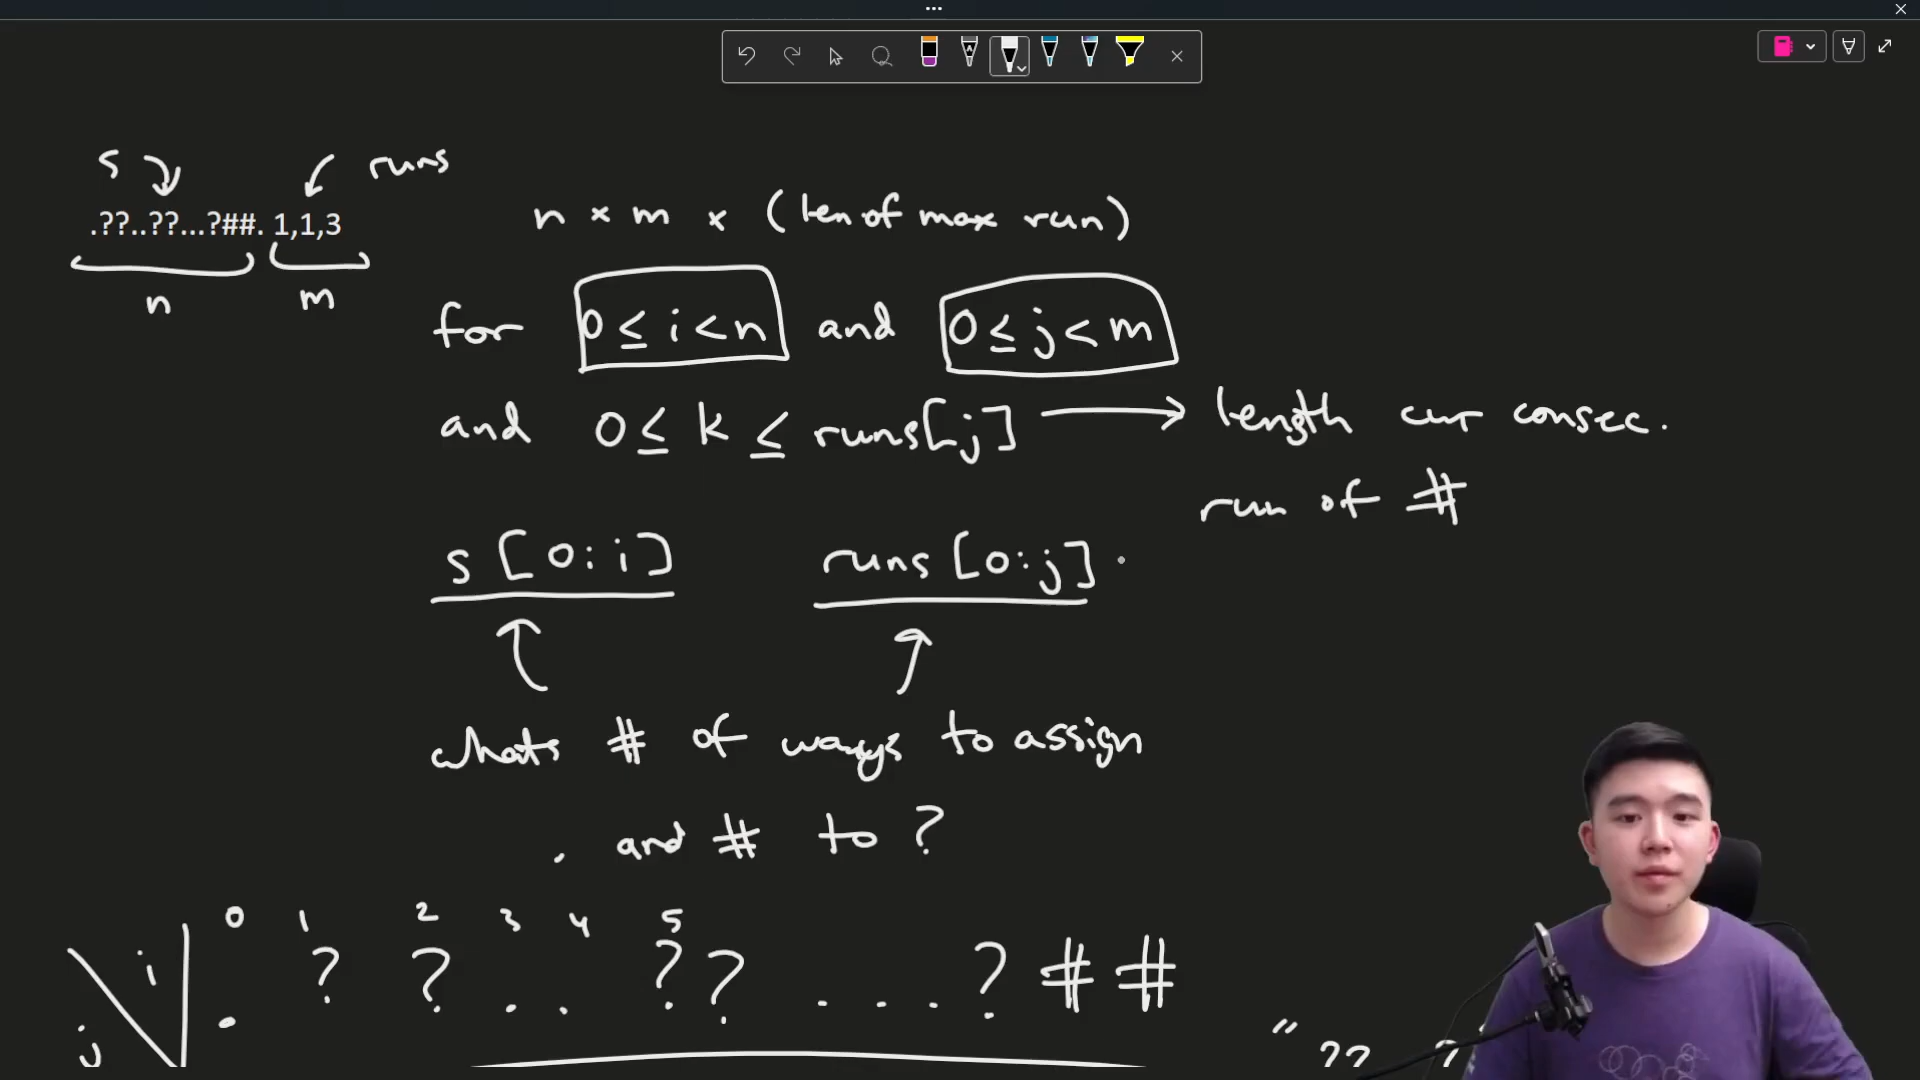 s runs
.??..??...?##. 1,1,3
n m
n × m × (len of max run)
for 0 ≤ i < n and 0 ≤ j < m
and 0 ≤ k ≤ runs[j] → length cur consec.
run of #
s [0:i] runs [0:j] .
whats # of ways to assign
. and # to ?
0 1 2 3 4 5
i . ? ? . . ? ? . . . ? # #
j
" ?? ?